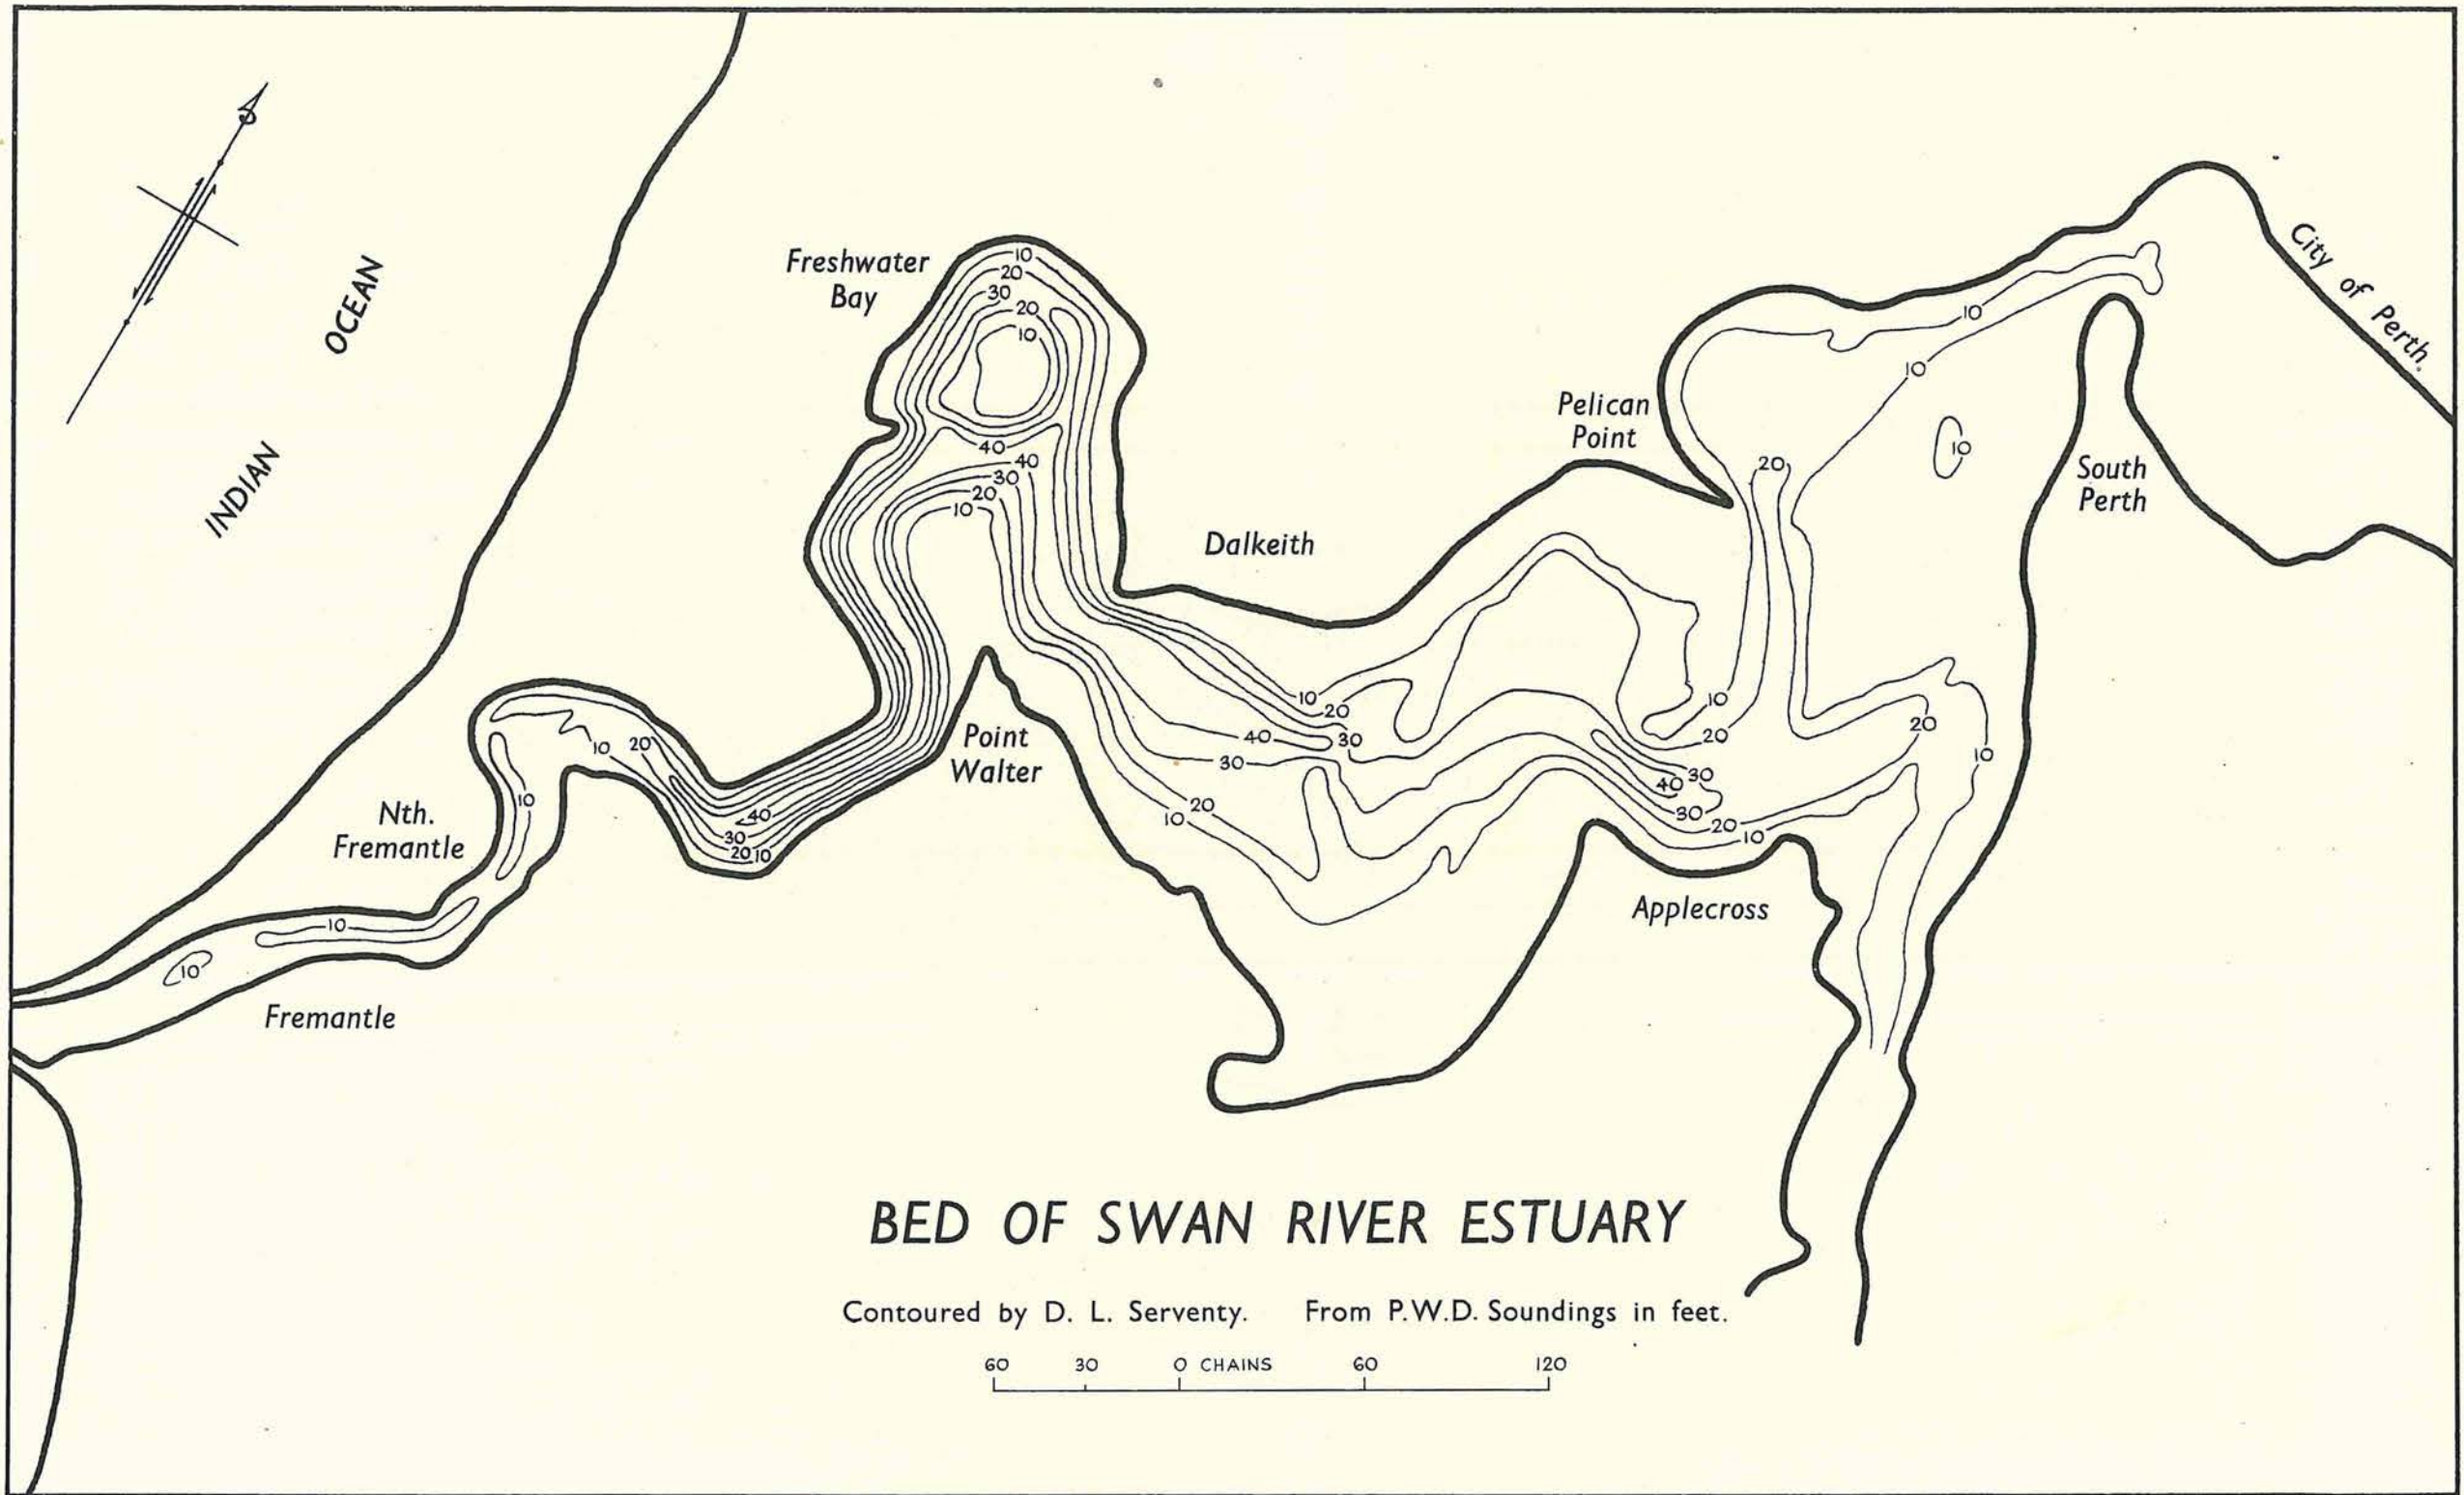 INDIAN OCEAN
Freshwater
Bay
10
20
30
20
10
40
40
30
20
10
City of Perth.
10
10
10
Pelican
Point
20
South
Perth
Dalkeith
10
20
40
30
30
20
10
10
20
30
40
30
20
10
20
10
Point
Walter
10
20
10
40
30
20 10
Nth.
Fremantle
10
10
Fremantle
Applecross
BED OF SWAN RIVER ESTUARY
Contoured by D. L. Serventy. From P.W.D. Soundings in feet.
60 30 0 CHAINS 60 120